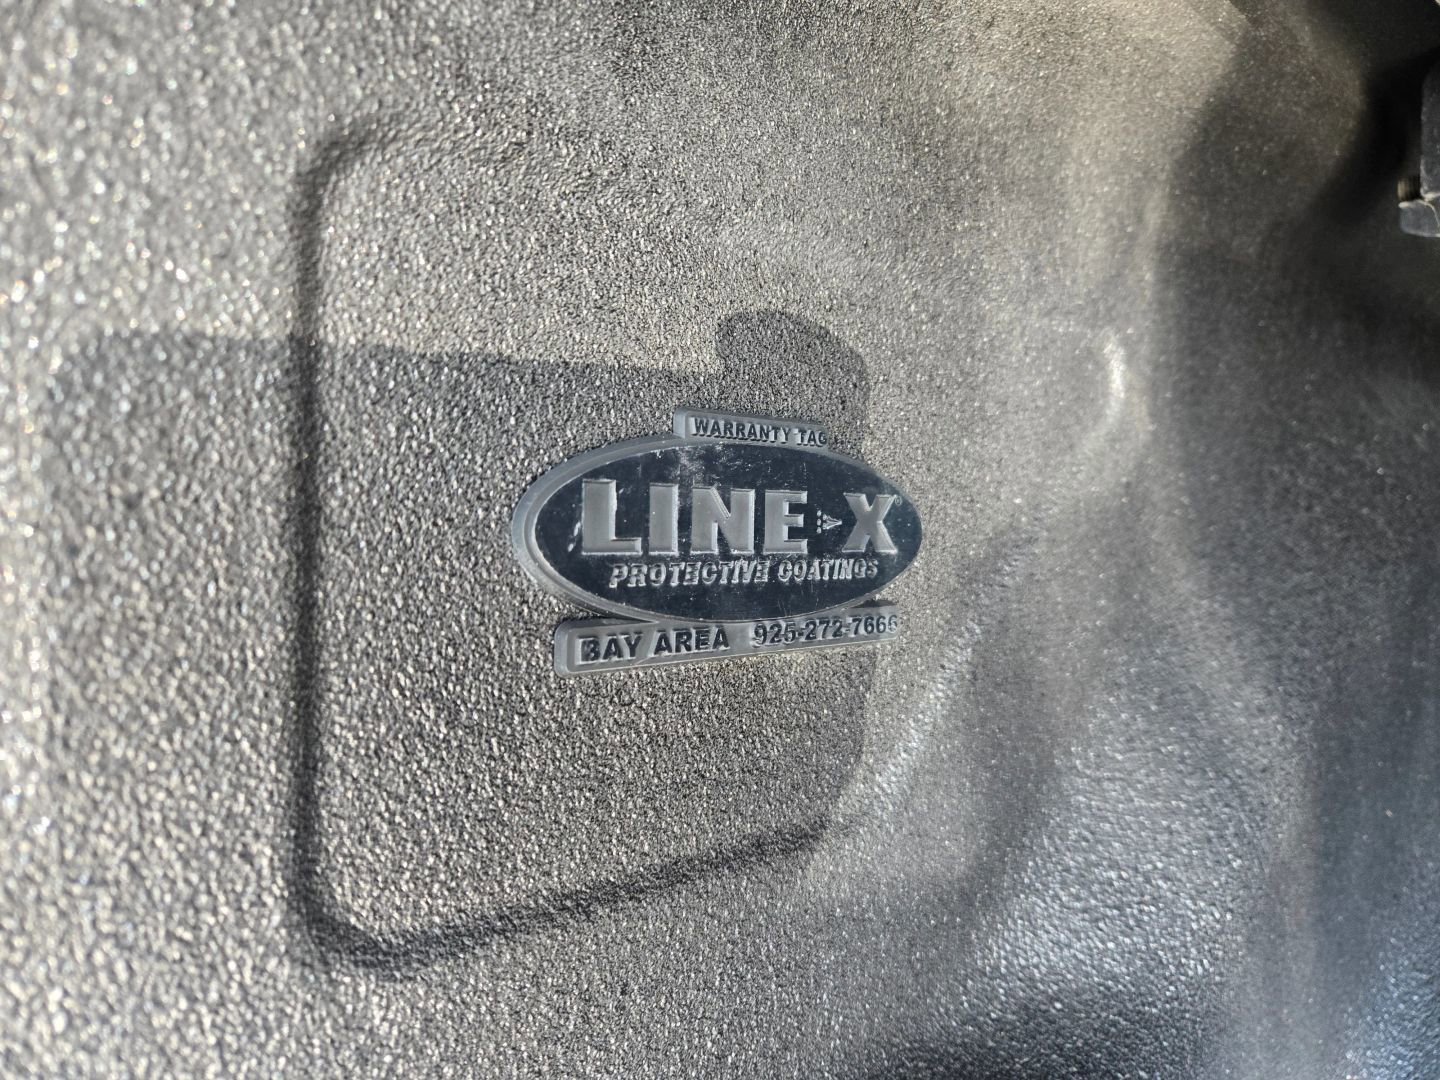 WARRANTY TAG
LINE-X®
PROTECTIVE COATINGS
BAY AREA 925-272-7666